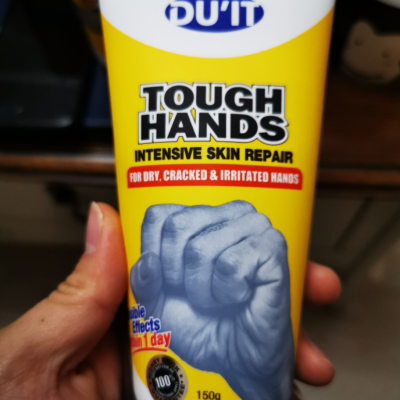 DU'IT
TOUGH
HANDS
INTENSIVE SKIN REPAIR
FOR DRY, CRACKED & IRRITATED HANDS
Effects
1 day
100
150g